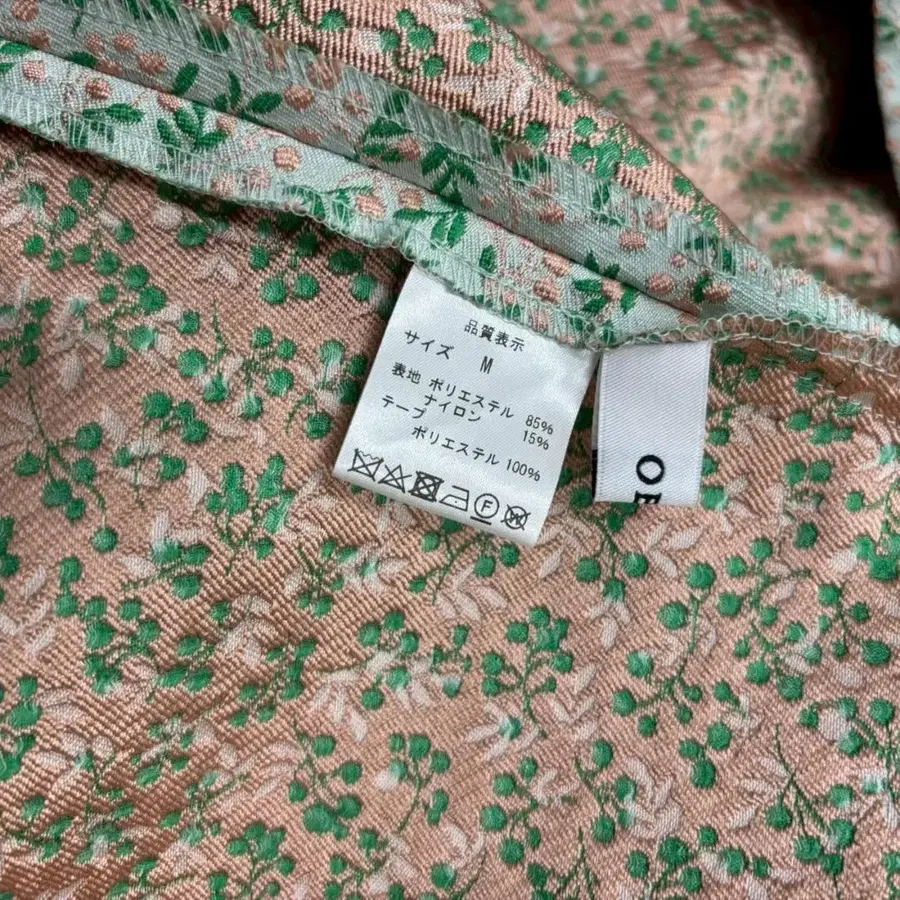 品質表示
サイズ M
表地 ポリエステル 85%
ナイロン 15%
テープ
ポリエステル 100%
F
W
OE